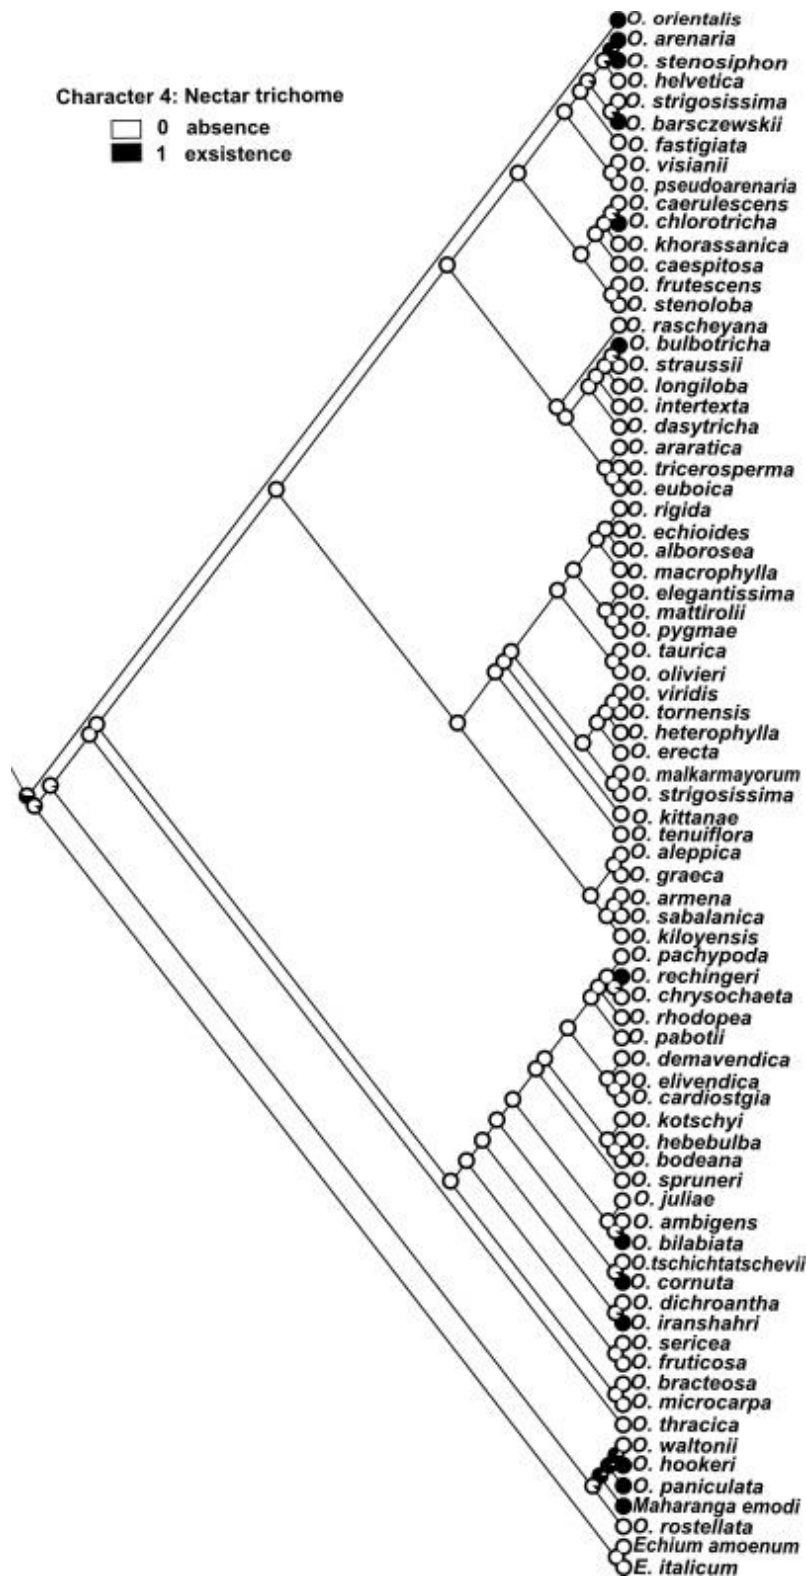 O. orientalis
O. arenaria
O. stenosiphon
O. helvetica
Character 4: Nectar trichome
O. strigosissima
0 absence
O. barsczewskii
1 exsistence
O. fastigiata
O. visianii
O. pseudoarenaria
O. caerulescens
O. chlorotricha
O. khorassanica
O. caespitosa
O. frutescens
O. stenoloba
O. rascheyana
O. bulbotricha
O. straussii
O. longiloba
O. intertexta
O. dasytricha
O. araratica
O. tricerosperma
O. euboica
O. rigida
O. echioides
O. alborosea
O. macrophylla
O. elegantissima
O. mattirolii
O. pygmae
O. taurica
O. olivieri
O. viridis
O. tornensis
O. heterophylla
O. erecta
O. malkarmayorum
O. strigosissima
O. kittanae
O. tenuiflora
O. aleppica
O. graeca
O. armena
O. sabalanica
O. kiloyensis
O. pachypoda
O. rechingeri
O. chrysochaeta
O. rhodopea
O. pabotii
O. demavendica
O. elivendica
O. cardiostgia
O. kotschyi
O. hebebulba
O. bodeana
O. spruneri
O. juliae
O. ambigens
O. bilabiata
O.tschichtatschevii
O. cornuta
O. dichroantha
O. iranshahri
O. sericea
O. fruticosa
O. bracteosa
O. microcarpa
O. thracica
O. waltonii
O. hookeri
O. paniculata
Maharanga emodi
O. rostellata
Echium amoenum
E. italicum